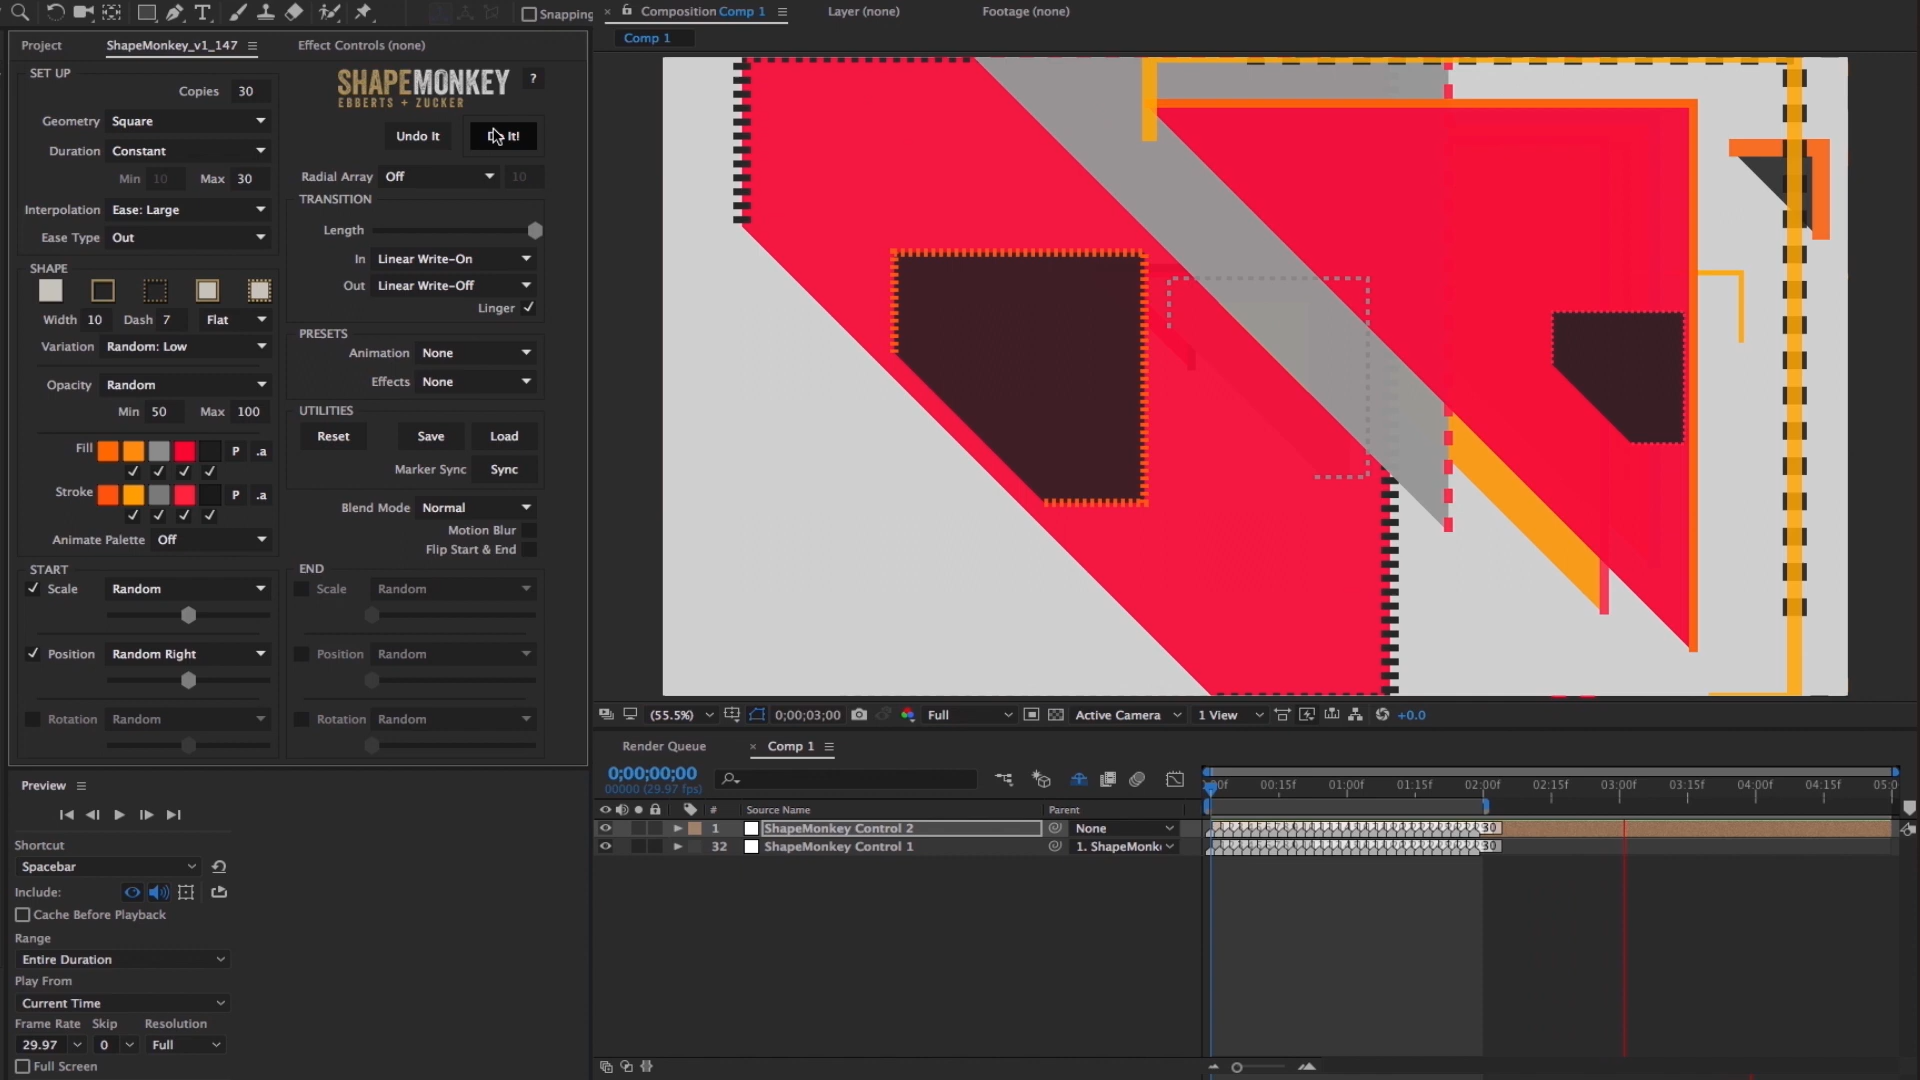 Snapping
Composition Comp 1
Layer (none)
Footage (none)
Project
ShapeMonkey_v1_147
Effect Controls (none)
Comp 1
SET UP
Copies 30
SHAPEMONKEY
EBBERTS + ZUCKER
?
Geometry Square
Undo It
Duration Constant
Min 10 Max 30
Radial Array Off 10
TRANSITION
Interpolation Ease: Large
Length
Ease Type Out
In Linear Write-On
SHAPE
Out Linear Write-Off
Linger
Width 10 Dash 7 Flat
PRESETS
Variation Random: Low
Animation None
Opacity Random
Effects None
Min 50 Max 100
UTILITIES
Reset Save Load
Fill P .a
Marker Sync Sync
Stroke P .a
Blend Mode Normal
Motion Blur
Animate Palette Off
Flip Start & End
START
END
Scale Random
Scale Random
Position Random Right
Position Random
Rotation Random
Rotation Random
(55.5%) 0;00;03;00 Full Active Camera 1 View +0.0
Render Queue
Comp 1
Preview
0;00;00;00
00000 (29.97 fps)
00:15f 01:00f 01:15f 02:00f 02:15f 03:00f 03:15f 04:00f 04:15f 05:0
# Source Name Parent
1 ShapeMonkey Control 2 None 30
32 ShapeMonkey Control 1 1. ShapeMonk 30
Shortcut
Spacebar
Include:
Cache Before Playback
Range
Entire Duration
Play From
Current Time
Frame Rate Skip Resolution
29.97 0 Full
Full Screen